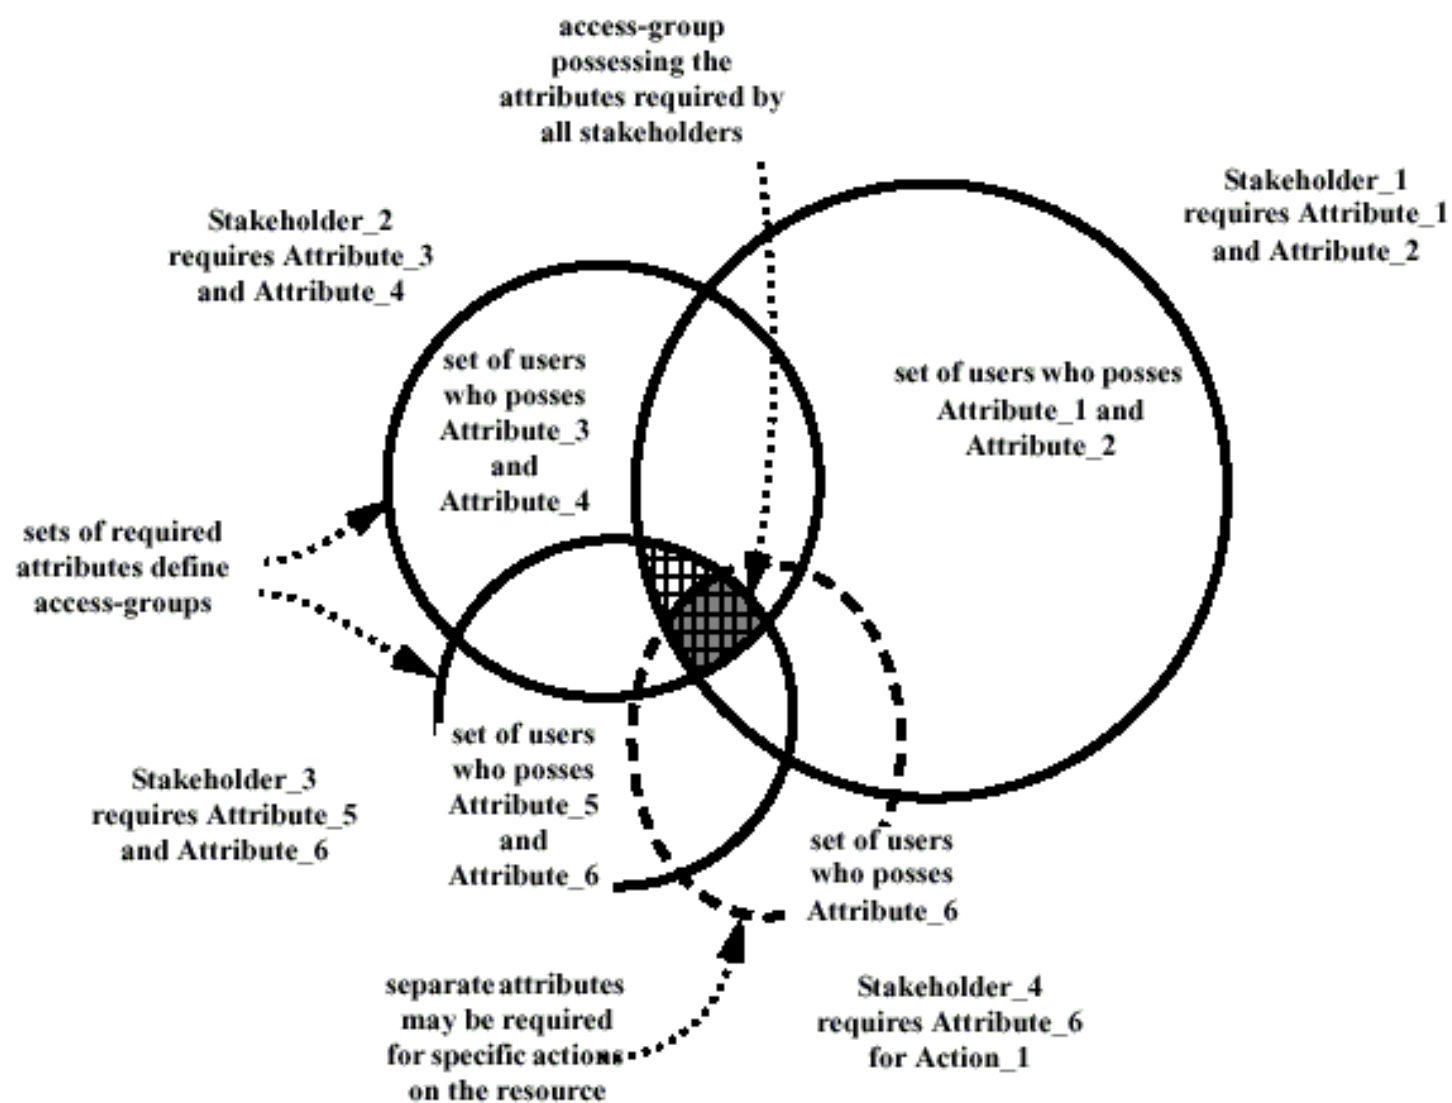 access-group
possessing the
attributes required by
all stakeholders
Stakeholder_1
requires Attribute_1
and Attribute_2
Stakeholder_2
requires Attribute_3
and Attribute_4
set of users
who posses
Attribute_3
and
Attribute_4
set of users who posses
Attribute_1 and
Attribute_2
sets of required
attributes define
access-groups
set of users
who posses
Attribute_5
and
Attribute_6
Stakeholder_3
requires Attribute_5
and Attribute_6
set of users
who posses
Attribute_6
separate attributes
may be required
for specific actions
on the resource
Stakeholder_4
requires Attribute_6
for Action_1